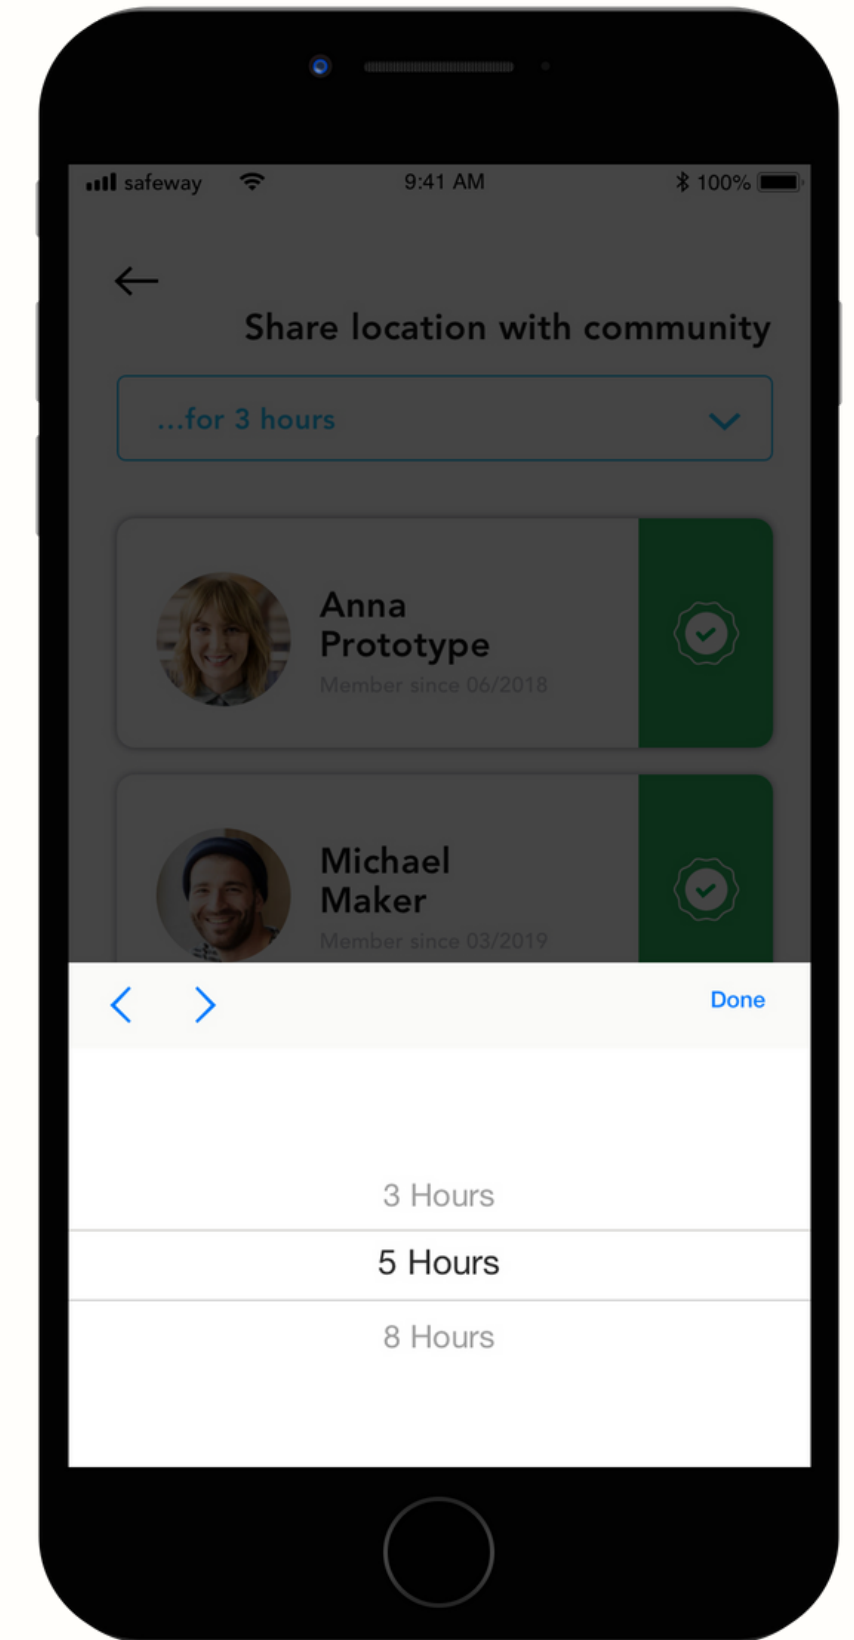 safeway 9:41 AM 100%
Share location with community
...for 3 hours
Anna
Prototype
Member since 06/2018
Michael
Maker
Member since 03/2019
Done
3 Hours
5 Hours
8 Hours